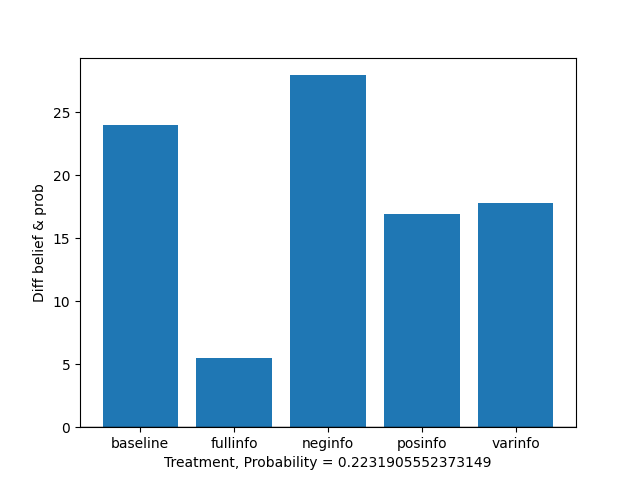 Diff belief & prob
25
20
15
10
5
0
baseline fullinfo neginfo posinfo varinfo
Treatment, Probability = 0.2231905552373149